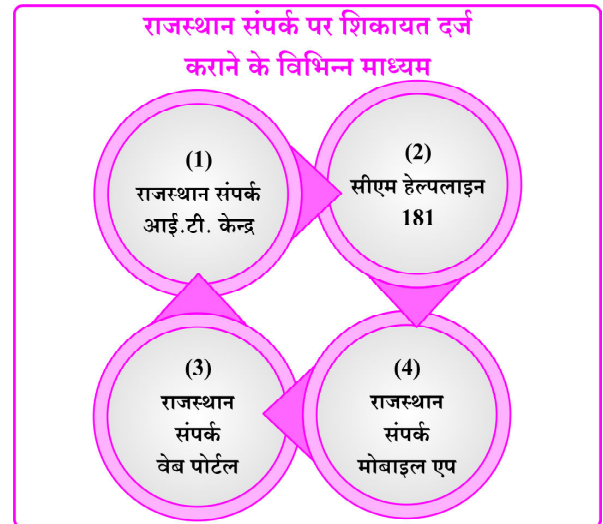 राजस्थान संपर्क पर शिकायत दर्ज
कराने के विभिन्न माध्यम
(1)
राजस्थान संपर्क
आई.टी. केन्द्र
(2)
सीएम हेल्पलाइन
181
(3)
राजस्थान
संपर्क
वेब पोर्टल
(4)
राजस्थान
संपर्क
मोबाइल एप